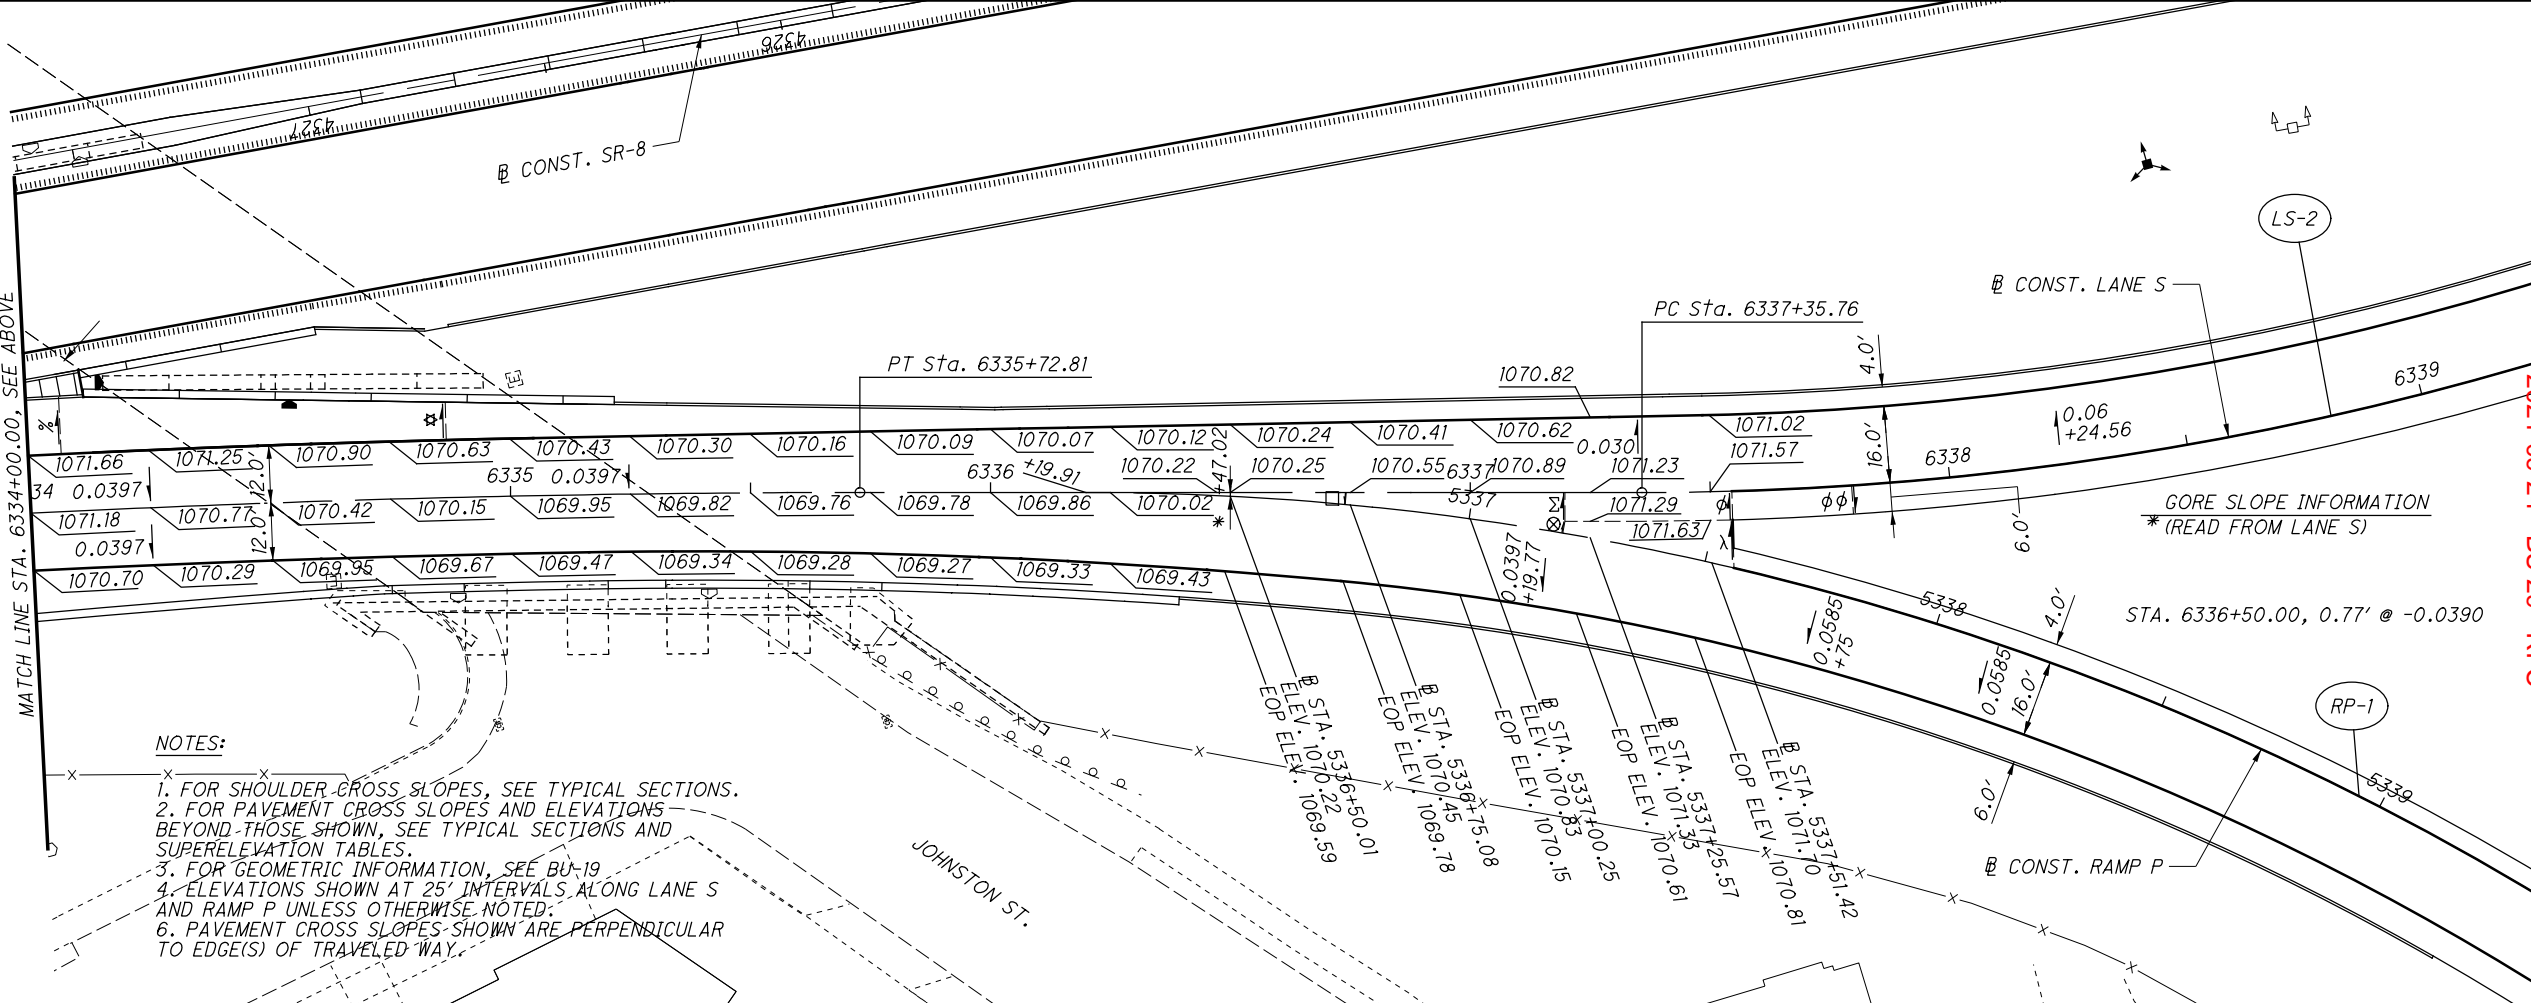 4326
4327
℄ CONST. SR-8
LS-2
℄ CONST. LANE S
PC Sta. 6337+35.76
PT Sta. 6335+72.81
MATCH LINE STA. 6334+00.00, SEE ABOVE
1070.82
4.0'
6339
0.06
+24.56
1071.66
1071.25
1070.90
1070.63
1070.43
1070.30
1070.16
1070.09
1070.07
1070.12
1070.24
1070.41
1070.62
0.030
1071.02
16.0'
6338
34
0.0397
12.0'
6335
0.0397
6336
+19.91
1070.22
+47.02
1070.25
1070.55
6337
1070.89
1071.23
1071.57
1071.18
1070.77
1070.42
1070.15
1069.95
1069.82
1069.76
1069.78
1069.86
1070.02
*
5337
Σ
1071.29
1071.63
φ
φφ
λ
6.0'
GORE SLOPE INFORMATION
* (READ FROM LANE S)
0.0397
12.0'
1070.70
1070.29
1069.95
1069.67
1069.47
1069.34
1069.28
1069.27
1069.33
1069.43
0.0397
+19.77
0.0585
+75
5338
4.0'
STA. 6336+50.00, 0.77' @ -0.0390
0.0585
16.0'
RP-1
5339
6.0'
℄ CONST. RAMP P
℄ STA. 5336+50.01
ELEV. 1070.22
EOP ELEV. 1069.59
℄ STA. 5336+75.08
ELEV. 1070.45
EOP ELEV. 1069.78
℄ STA. 5337+00.25
ELEV. 1070.83
EOP ELEV. 1070.15
℄ STA. 5337+25.57
ELEV. 1071.33
EOP ELEV. 1070.61
℄ STA. 5337+51.42
ELEV. 1071.70
EOP ELEV. 1070.81
JOHNSTON ST.
NOTES:
1. FOR SHOULDER CROSS SLOPES, SEE TYPICAL SECTIONS.
2. FOR PAVEMENT CROSS SLOPES AND ELEVATIONS
BEYOND THOSE SHOWN, SEE TYPICAL SECTIONS AND
SUPERELEVATION TABLES.
3. FOR GEOMETRIC INFORMATION, SEE BU-19
4. ELEVATIONS SHOWN AT 25' INTERVALS ALONG LANE S
AND RAMP P UNLESS OTHERWISE NOTED.
6. PAVEMENT CROSS SLOPES SHOWN ARE PERPENDICULAR
TO EDGE(S) OF TRAVELED WAY.